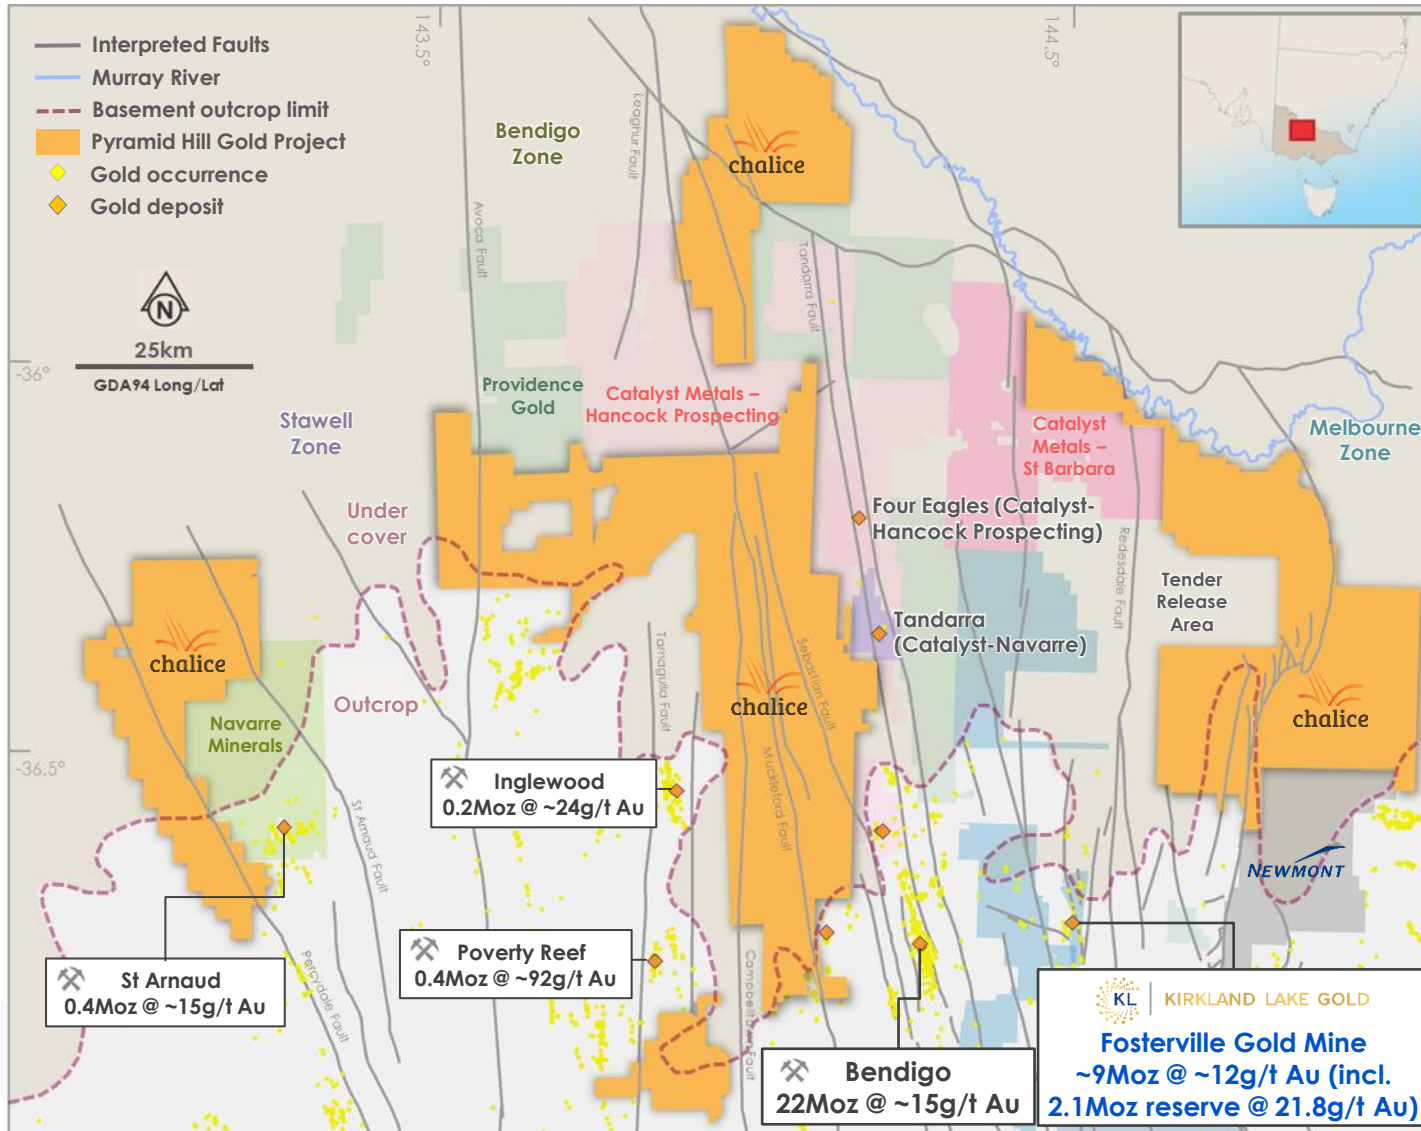 Interpreted Faults
Murray River
Basement outcrop limit
Pyramid Hill Gold Project
Gold occurrence
Gold deposit
N
25km
GDA94 Long/Lat
143.5°
144.5°
-36°
-36.5°
Bendigo
Zone
Leaghur Fault
Avoca Fault
Tandarra Fault
chalice
Providence
Gold
Catalyst Metals –
Hancock Prospecting
Catalyst
Metals –
St Barbara
Melbourne
Zone
Stawell
Zone
Under
cover
Four Eagles (Catalyst-
Hancock Prospecting)
Redesdale Fault
Tender
Release
Area
Tandarra
(Catalyst-Navarre)
chalice
Tarnagulla Fault
Sebastian Fault
chalice
chalice
Outcrop
Navarre
Minerals
Muckleford Fault
Inglewood
0.2Moz @ ~24g/t Au
St Arnaud Fault
NEWMONT
Poverty Reef
0.4Moz @ ~92g/t Au
St Arnaud
0.4Moz @ ~15g/t Au
Percydale Fault
Campbeltown Fault
Bendigo
22Moz @ ~15g/t Au
KL
KIRKLAND LAKE GOLD
Fosterville Gold Mine
~9Moz @ ~12g/t Au (incl.
2.1Moz reserve @ 21.8g/t Au)